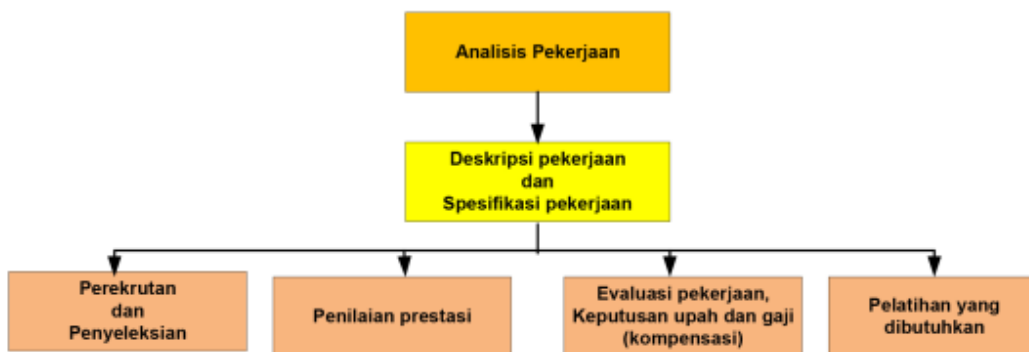 Analisis Pekerjaan
Deskripsi pekerjaan
dan
Spesifikasi pekerjaan
Perekrutan
dan
Penyeleksian
Penilaian prestasi
Evaluasi pekerjaan,
Keputusan upah dan gaji
(kompensasi)
Pelatihan yang
dibutuhkan